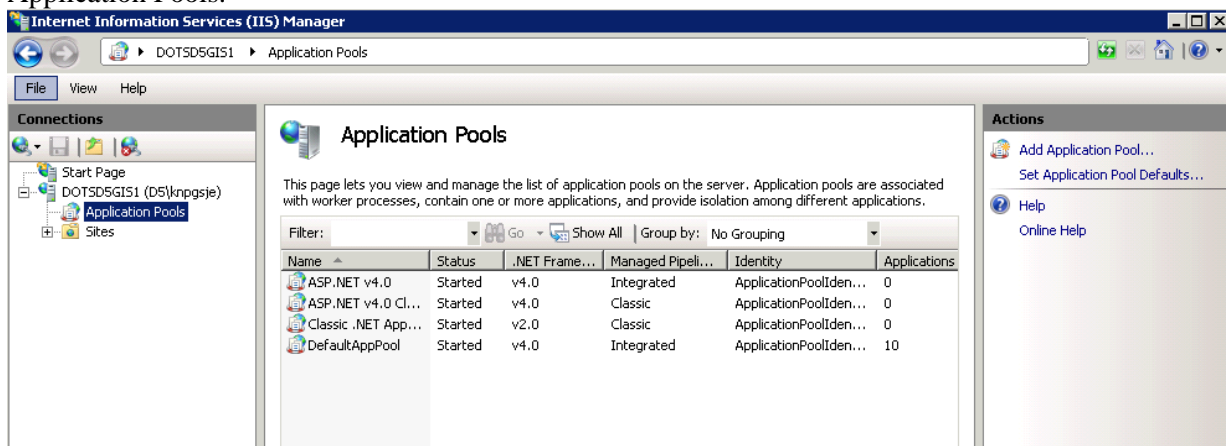 Application Pools.
Internet Information Services (IIS) Manager
DOTSD5GIS1 Application Pools
File View Help
Connections
Start Page
DOTSD5GIS1 (D5\knpgsje)
Application Pools
Sites
Application Pools
This page lets you view and manage the list of application pools on the server. Application pools are associated
with worker processes, contain one or more applications, and provide isolation among different applications.
Filter: Go Show All Group by: No Grouping
Name Status .NET Frame... Managed Pipeli... Identity Applications
ASP.NET v4.0 Started v4.0 Integrated ApplicationPoolIden... 0
ASP.NET v4.0 Cl... Started v4.0 Classic ApplicationPoolIden... 0
Classic .NET App... Started v2.0 Classic ApplicationPoolIden... 0
DefaultAppPool Started v4.0 Integrated ApplicationPoolIden... 10
Actions
Add Application Pool...
Set Application Pool Defaults...
Help
Online Help